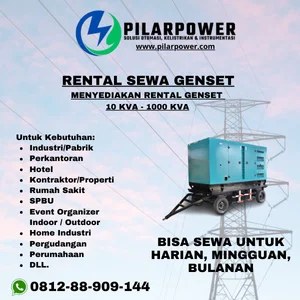 PILARPOWER
SOLUSI OTOMASI, KELISTRIKAN & INSTRUMENTASI
www.pilarpower.com
RENTAL SEWA GENSET
MENYEDIAKAN RENTAL GENSET
10 KVA - 1000 KVA
Untuk Kebutuhan:
• Industri/Pabrik
• Perkantoran
• Hotel
• Kontraktor/Properti
• Rumah Sakit
• SPBU
• Event Organizer
Indoor / Outdoor
• Home Industri
• Pergudangan
• Perumahaan
• DLL.
BISA SEWA UNTUK
HARIAN, MINGGUAN,
BULANAN
0812-88-909-144